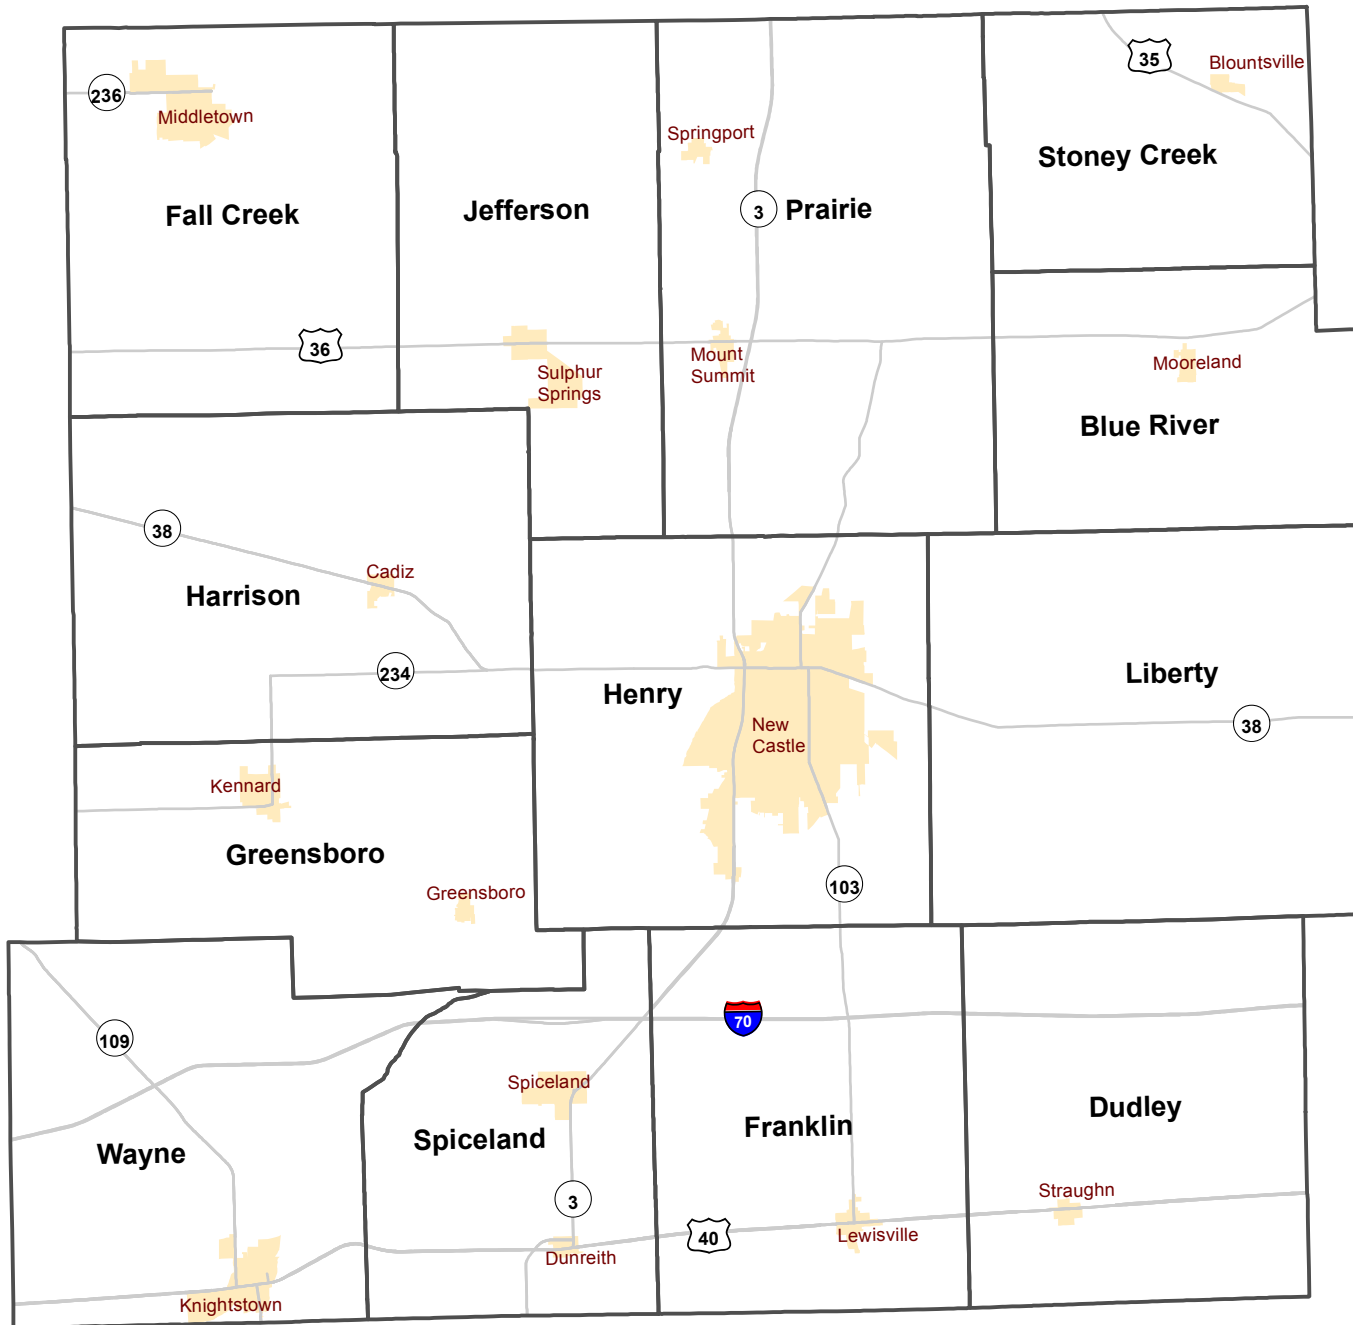 35
Blountsville
236
Middletown
Springport
Stoney Creek
Fall Creek
Jefferson
3
Prairie
36
Mount
Summit
Mooreland
Sulphur
Springs
Blue River
38
Cadiz
Harrison
234
Henry
Liberty
New
Castle
38
Kennard
Greensboro
103
Greensboro
70
109
Spiceland
Dudley
Franklin
Spiceland
Wayne
3
Straughn
40
Lewisville
Dunreith
Knightstown